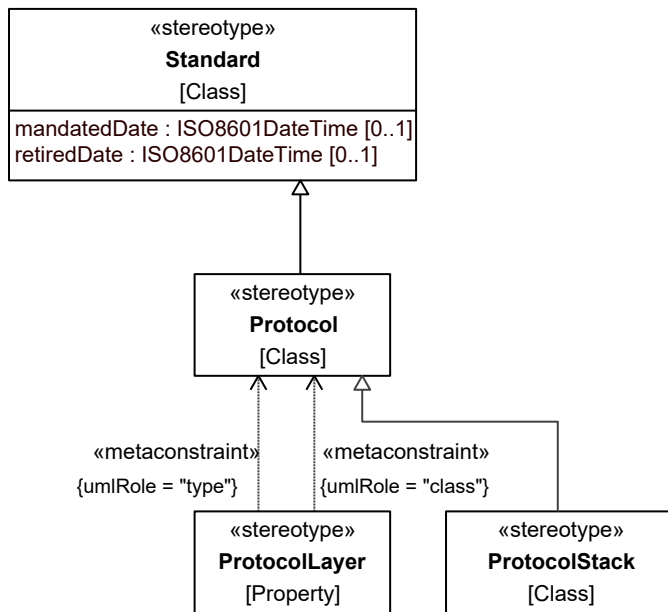 «stereotype»
Standard
[Class]
mandatedDate : ISO8601DateTime [0..1]
retiredDate : ISO8601DateTime [0..1]
«stereotype»
Protocol
[Class]
«metaconstraint» «metaconstraint»
{umlRole = "type"} {umlRole = "class"}
«stereotype» «stereotype»
ProtocolLayer ProtocolStack
[Property] [Class]